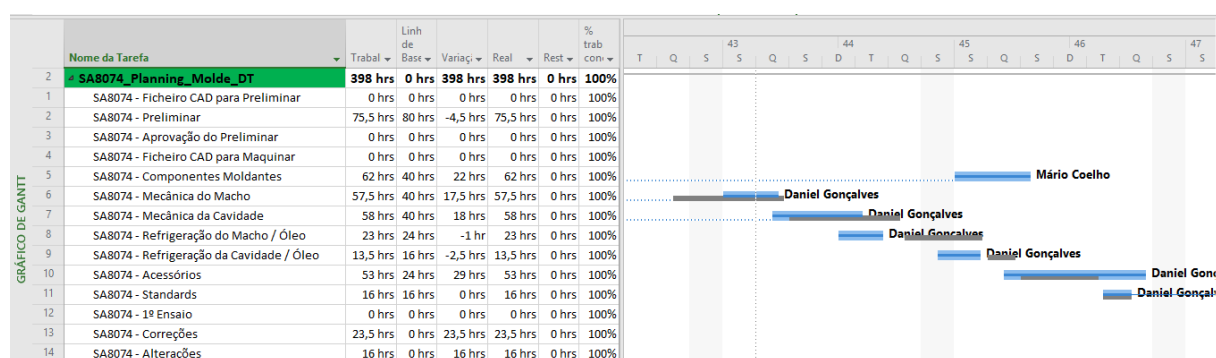 Linh
de
Base
%
trab
con
Nome da Tarefa Trabal Variaçi Real Rest
43 44 45 46 47
T Q S S Q S D T Q S S Q S D T Q S S
2 SA8074_Planning_Molde_DT 398 hrs 0 hrs 398 hrs 398 hrs 0 hrs 100%
1 SA8074 - Ficheiro CAD para Preliminar 0 hrs 0 hrs 0 hrs 0 hrs 0 hrs 100%
2 SA8074 - Preliminar 75,5 hrs 80 hrs -4,5 hrs 75,5 hrs 0 hrs 100%
3 SA8074 - Aprovação do Preliminar 0 hrs 0 hrs 0 hrs 0 hrs 0 hrs 100%
4 SA8074 - Ficheiro CAD para Maquinar 0 hrs 0 hrs 0 hrs 0 hrs 0 hrs 100%
5 SA8074 - Componentes Moldantes 62 hrs 40 hrs 22 hrs 62 hrs 0 hrs 100% Mário Coelho
6 SA8074 - Mecânica do Macho 57,5 hrs 40 hrs 17,5 hrs 57,5 hrs 0 hrs 100% Daniel Gonçalves
7 SA8074 - Mecânica da Cavidade 58 hrs 40 hrs 18 hrs 58 hrs 0 hrs 100% Daniel Gonçalves
8 SA8074 - Refrigeração do Macho / Óleo 23 hrs 24 hrs -1 hr 23 hrs 0 hrs 100% Daniel Gonçalves
9 SA8074 - Refrigeração da Cavidade / Óleo 13,5 hrs 16 hrs -2,5 hrs 13,5 hrs 0 hrs 100% Daniel Gonçalves
10 SA8074 - Acessórios 53 hrs 24 hrs 29 hrs 53 hrs 0 hrs 100% Daniel Gonç
11 SA8074 - Standards 16 hrs 16 hrs 0 hrs 16 hrs 0 hrs 100% Daniel Gonçalv
12 SA8074 - 1º Ensaio 0 hrs 0 hrs 0 hrs 0 hrs 0 hrs 100%
13 SA8074 - Correções 23,5 hrs 0 hrs 23,5 hrs 23,5 hrs 0 hrs 100%
14 SA8074 - Alterações 16 hrs 0 hrs 16 hrs 16 hrs 0 hrs 100%
GRÁFICO DE GANTT